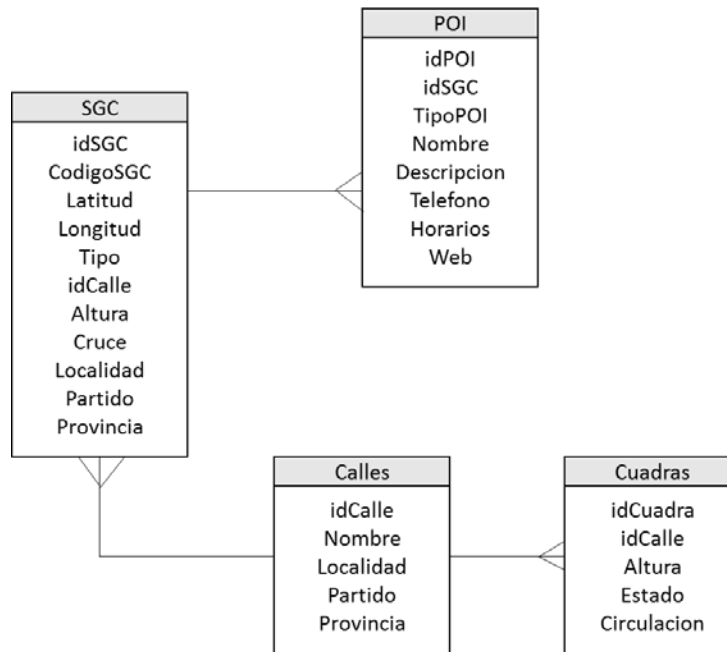 POI
idPOI
idSGC
TipoPOI
Nombre
Descripcion
Telefono
Horarios
Web
SGC
idSGC
CodigoSGC
Latitud
Longitud
Tipo
idCalle
Altura
Cruce
Localidad
Partido
Provincia
Calles
idCalle
Nombre
Localidad
Partido
Provincia
Cuadras
idCuadra
idCalle
Altura
Estado
Circulacion